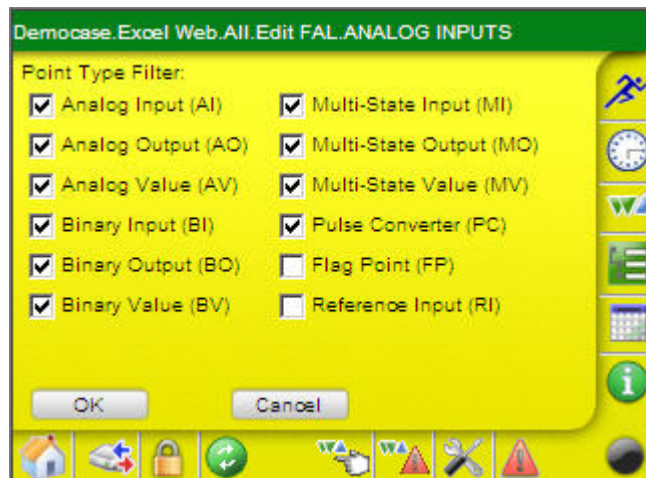 Democase.Excel Web.All.Edit FAL.ANALOG INPUTS
Point Type Filter:
Analog Input (AI)
Multi-State Input (MI)
Analog Output (AO)
Multi-State Output (MO)
Analog Value (AV)
Multi-State Value (MV)
Binary Input (BI)
Pulse Converter (PC)
Binary Output (BO)
Flag Point (FP)
Binary Value (BV)
Reference Input (RI)
OK
Cancel